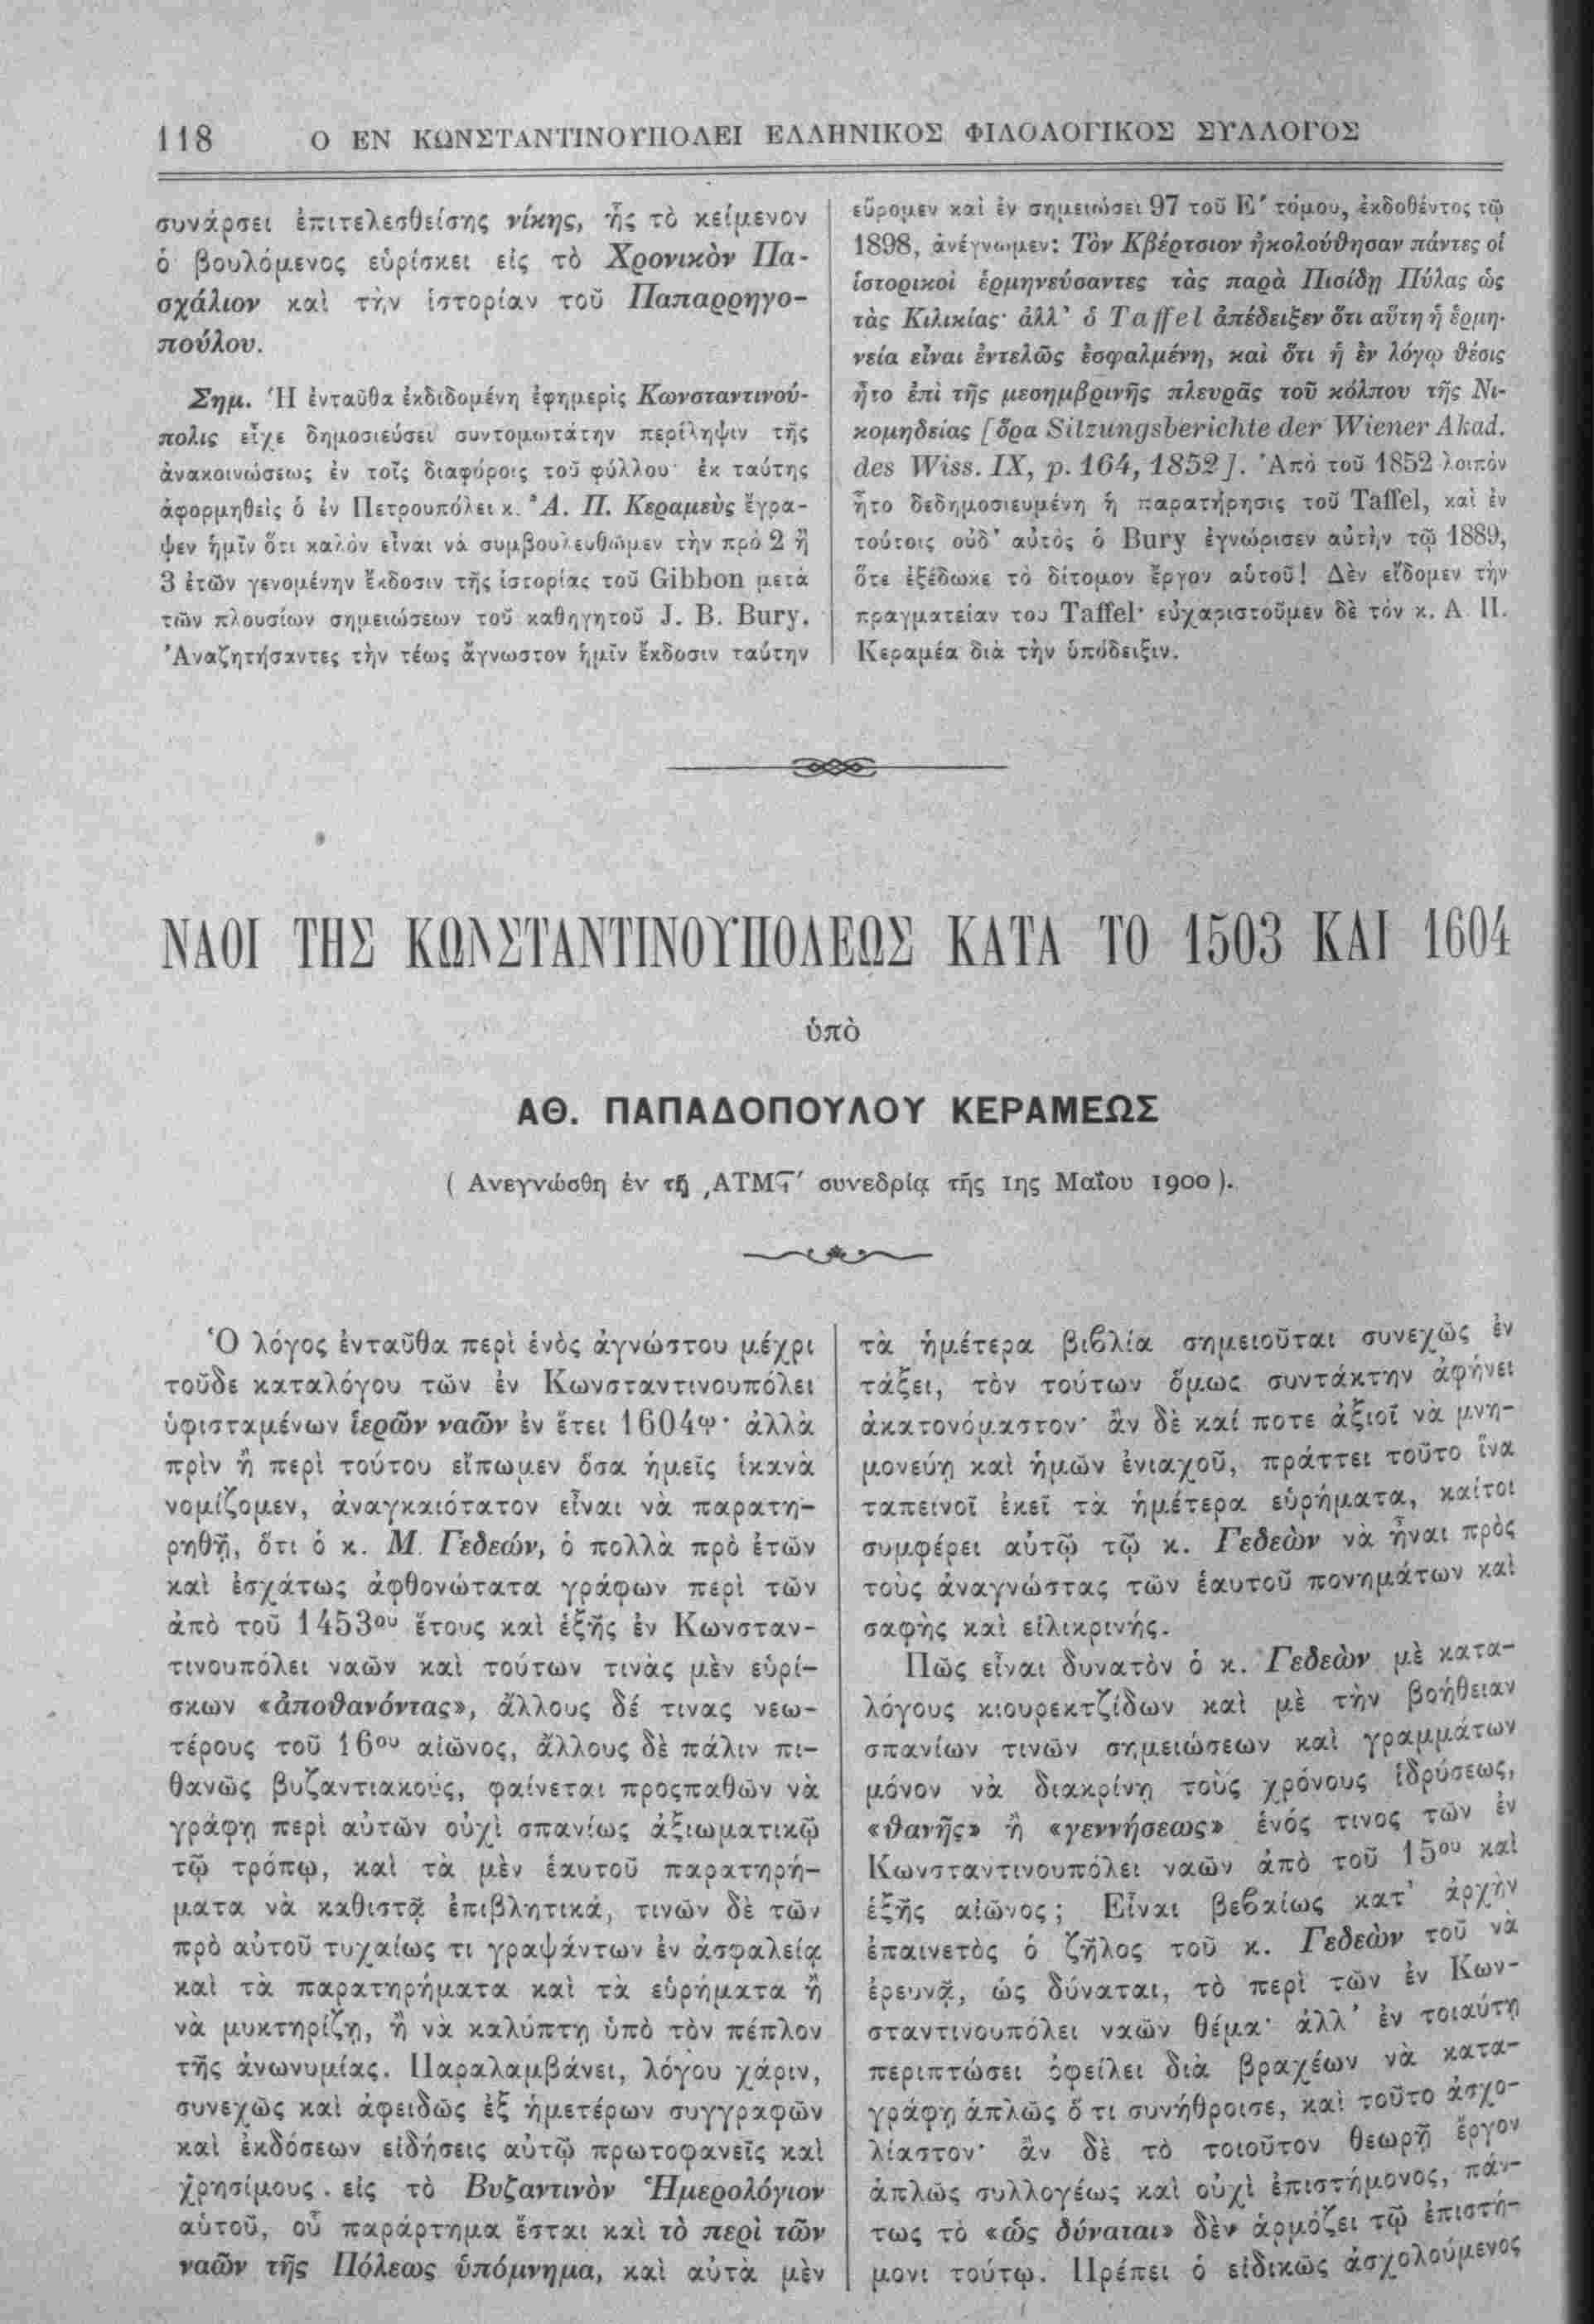 118 Ο ΕΝ ΚΩΝΣΤΑΝΤΙΝΟΥΠΟΛΕΙ ΕΛΛΗΝΙΚΟΣ ΦΙΛΟΛΟΓΙΚΟΣ ΣΥΛΛΟΓΟΣ
συνάρσει ἐπιτελεσθείσης νίκης, ἧς τὸ κείμενον
ὁ βουλόμενος εὑρίσκει εἰς τὸ Χρονικὸν Πα-
σχάλιον καὶ τὴν ἱστορίαν τοῦ Παπαρρηγο-
πούλου.
Σημ. Ἡ ἐνταῦθα ἐκδιδομένη ἐφημερὶς Κωνσταντινού-
πολις εἶχε δημοσιεύσει συντομωτάτην περίληψιν τῆς
ἀνακοινώσεως ἐν τοῖς διαφόροις τοῦ φύλλου· ἐκ ταύτης
ἀφορμηθεὶς ὁ ἐν Πετρουπόλει κ. Ἀ. Π. Κεραμεὺς ἔγρα-
ψεν ἡμῖν ὅτι καλὸν εἶναι νὰ συμβουλευθῶμεν τὴν πρὸ 2 ἢ
3 ἐτῶν γενομένην ἔκδοσιν τῆς ἱστορίας τοῦ Gibbon μετὰ
τῶν πλουσίων σημειώσεων τοῦ καθηγητοῦ J. B. Bury.
Ἀναζητήσαντες τὴν τέως ἄγνωστον ἡμῖν ἔκδοσιν ταύτην
εὕρομεν καὶ ἐν σημειώσει 97 τοῦ Ε′ τόμου, ἐκδοθέντος τῷ
1898, ἀνέγνωμεν: Τὸν Κβέρτσιον ἠκολούθησαν πάντες οἱ
ἱστορικοὶ ἑρμηνεύσαντες τὰς παρὰ Πισίδῃ Πύλας ὡς
τὰς Κιλικίας· ἀλλ' ὁ Taffel ἀπέδειξεν ὅτι αὕτη ἡ ἑρμη-
νεία εἶναι ἐντελῶς ἐσφαλμένη, καὶ ὅτι ἡ ἐν λόγῳ θέσις
ἦτο ἐπὶ τῆς μεσημβρινῆς πλευρᾶς τοῦ κόλπου τῆς Νι-
κομηδείας [ὅρα Silzungsberichte der Wiener Akad.
des Wiss. IX, p. 164, 1852]. Ἀπὸ τοῦ 1852 λοιπὸν
ἦτο δεδημοσιευμένη ἡ παρατήρησις τοῦ Taffel, καὶ ἐν
τούτοις οὐδ' αὐτὸς ὁ Bury ἐγνώρισεν αὐτὴν τῷ 1889,
ὅτε ἐξέδωκε τὸ δίτομον ἔργον αὑτοῦ! Δὲν εἴδομεν τὴν
πραγματείαν του Taffel· εὐχαριστοῦμεν δὲ τὸν κ. Α Π.
Κεραμέα διὰ τὴν ὑπόδειξιν.
ΝΑΟΙ ΤΗΣ ΚΩΝΣΤΑΝΤΙΝΟΥΠΟΛΕΩΣ ΚΑΤΑ ΤΟ 1503 ΚΑΙ 1604
ὑπὸ
ΑΘ. ΠΑΠΑΔΟΠΟΥΛΟΥ ΚΕΡΑΜΕΩΣ
( Ανεγνώσθη ἐν τῇ ͵ΑΤΜϚ′ συνεδρίᾳ τῆς 1ης Μαΐου 1900 ).
Ὁ λόγος ἐνταῦθα περὶ ἑνὸς ἀγνώστου μέχρι
τοῦδε καταλόγου τῶν ἐν Κωνσταντινουπόλει
ὑφισταμένων ἱερῶν ναῶν ἐν ἔτει 1604ῳ· ἀλλὰ
πρὶν ἢ περὶ τούτου εἴπωμεν ὅσα ἡμεῖς ἱκανὰ
νομίζομεν, ἀναγκαιότατον εἶναι νὰ παρατη-
ρηθῇ, ὅτι ὁ κ. Μ. Γεδεών, ὁ πολλὰ πρὸ ἐτῶν
καὶ ἐσχάτως ἀφθονώτατα γράφων περὶ τῶν
ἀπὸ τοῦ 1453ου ἔτους καὶ ἑξῆς ἐν Κωνσταν-
τινουπόλει ναῶν καὶ τούτων τινὰς μὲν εὑρί-
σκων «ἀποθανόντας», ἄλλους δέ τινας νεω-
τέρους τοῦ 16ου αἰῶνος, ἄλλους δὲ πάλιν πι-
θανῶς βυζαντιακούς, φαίνεται προςπαθῶν νὰ
γράφῃ περὶ αὐτῶν οὐχὶ σπανίως ἀξιωματικῷ
τῷ τρόπῳ, καὶ τὰ μὲν ἑαυτοῦ παρατηρή-
ματα νὰ καθιστᾷ ἐπιβλητικά, τινῶν δὲ τῶν
πρὸ αὐτοῦ τυχαίως τι γραψάντων ἐν ἀσφαλείᾳ
καὶ τὰ παρατηρήματα καὶ τὰ εὑρήματα ἢ
νὰ μυκτηρίζῃ, ἢ νὰ καλύπτῃ ὑπὸ τὸν πέπλον
τῆς ἀνωνυμίας. Παραλαμβάνει, λόγου χάριν,
συνεχῶς καὶ ἀφειδῶς ἐξ ἡμετέρων συγγραφῶν
καὶ ἐκδόσεων εἰδήσεις αὐτῷ πρωτοφανεῖς καὶ
χρησίμους εἰς τὸ Βυζαντινὸν Ἡμερολόγιον
αὑτοῦ, οὗ παράρτημα ἔσται καὶ τὸ περὶ τῶν
ναῶν τῆς Πόλεως ὑπόμνημα, καὶ αὐτὰ μὲν
τὰ ἡμέτερα βιβλία σημειοῦται συνεχῶς ἐν
τάξει, τὸν τούτων ὅμως συντάκτην ἀφήνει
ἀκατονόμαστον· ἂν δὲ καί ποτε ἀξιοῖ νὰ μνη-
μονεύῃ καὶ ἡμῶν ἐνιαχοῦ, πράττει τοῦτο ἵνα
ταπεινοῖ ἐκεῖ τὰ ἡμέτερα εὑρήματα, καίτοι
συμφέρει αὐτῷ τῷ κ. Γεδεὼν νὰ ἦναι πρὸς
τοὺς ἀναγνώστας τῶν ἑαυτοῦ πονημάτων καὶ
σαφὴς καὶ εἰλικρινής.
Πῶς εἶναι δυνατὸν ὁ κ. Γεδεὼν μὲ κατα-
λόγους κιουρεκτζίδων καὶ μὲ τὴν βοήθειαν
σπανίων τινῶν σημειώσεων καὶ γραμμάτων
μόνον νὰ διακρίνῃ τοὺς χρόνους ἱδρύσεως,
«θανῆς» ἢ «γεννήσεως» ἑνός τινος τῶν ἐν
Κωνσταντινουπόλει ναῶν ἀπὸ τοῦ 15ου καὶ
ἑξῆς αἰῶνος; Εἶναι βεβαίως κατ' ἀρχὴν
ἐπαινετὸς ὁ ζῆλος τοῦ κ. Γεδεὼν τοῦ νὰ
ἐρευνᾷ, ὡς δύναται, τὸ περὶ τῶν ἐν Κων-
σταντινουπόλει ναῶν θέμα· ἀλλ' ἐν τοιαύτῃ
περιπτώσει ὀφείλει διὰ βραχέων νὰ κατα-
γράφῃ ἁπλῶς ὅ τι συνήθροισε, καὶ τοῦτο ἀσχο-
λίαστον· ἂν δὲ τὸ τοιοῦτον θεωρῇ ἔργον
ἁπλῶς συλλογέως καὶ οὐχὶ ἐπιστήμονος, πάν-
τως τὸ «ὡς δύναται» δὲν ἁρμόζει τῷ ἐπιστή-
μονι τούτῳ. Πρέπει ὁ εἰδικῶς ἀσχολούμενος